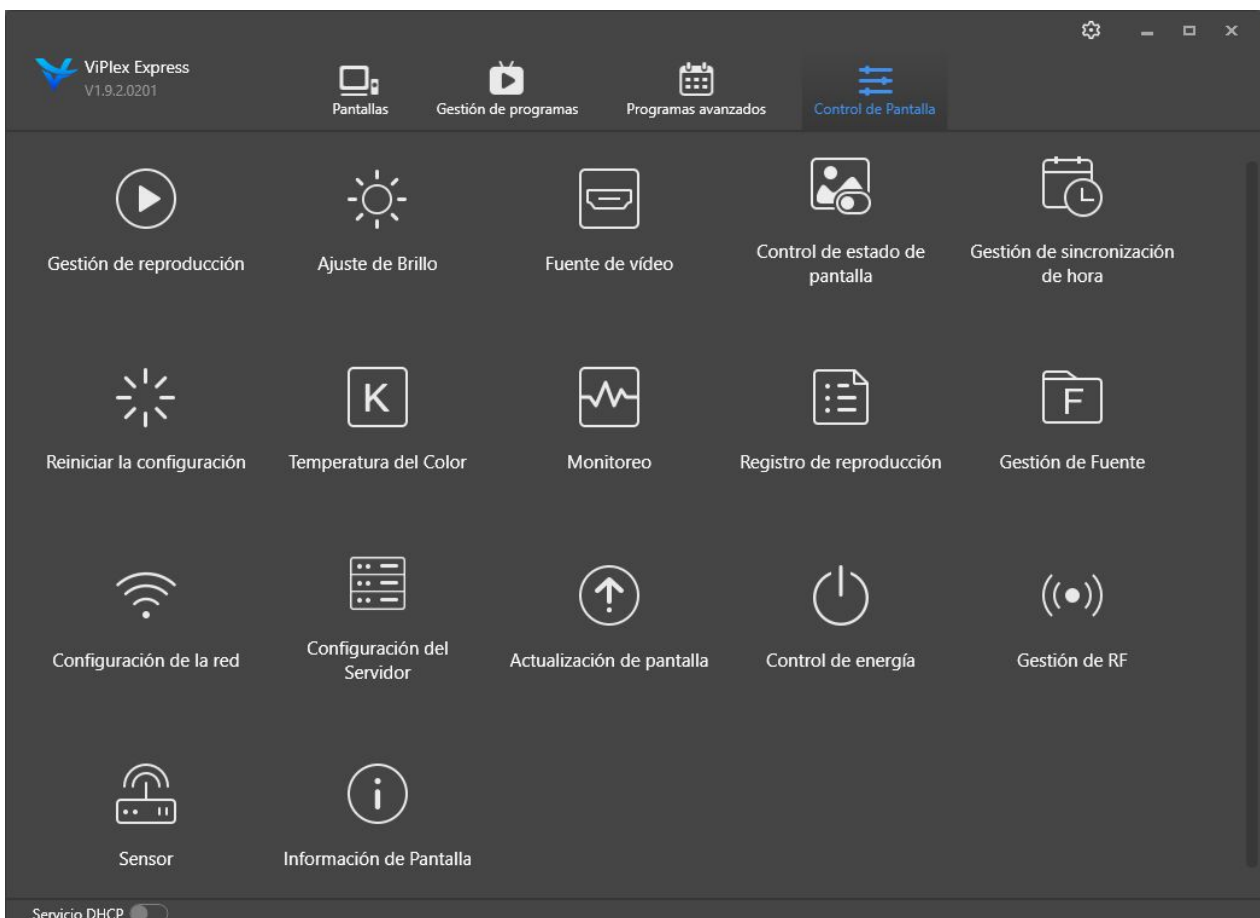 ViPlex Express
V1.9.2.0201
Pantallas
Gestión de programas
Programas avanzados
Control de Pantalla
Gestión de reproducción
Ajuste de Brillo
Fuente de vídeo
Control de estado de
pantalla
Gestión de sincronización
de hora
Reiniciar la configuración
K
Temperatura del Color
Monitoreo
Registro de reproducción
F
Gestión de Fuente
Configuración de la red
Configuración del
Servidor
Actualización de pantalla
Control de energía
Gestión de RF
Sensor
Información de Pantalla
Servicio DHCP